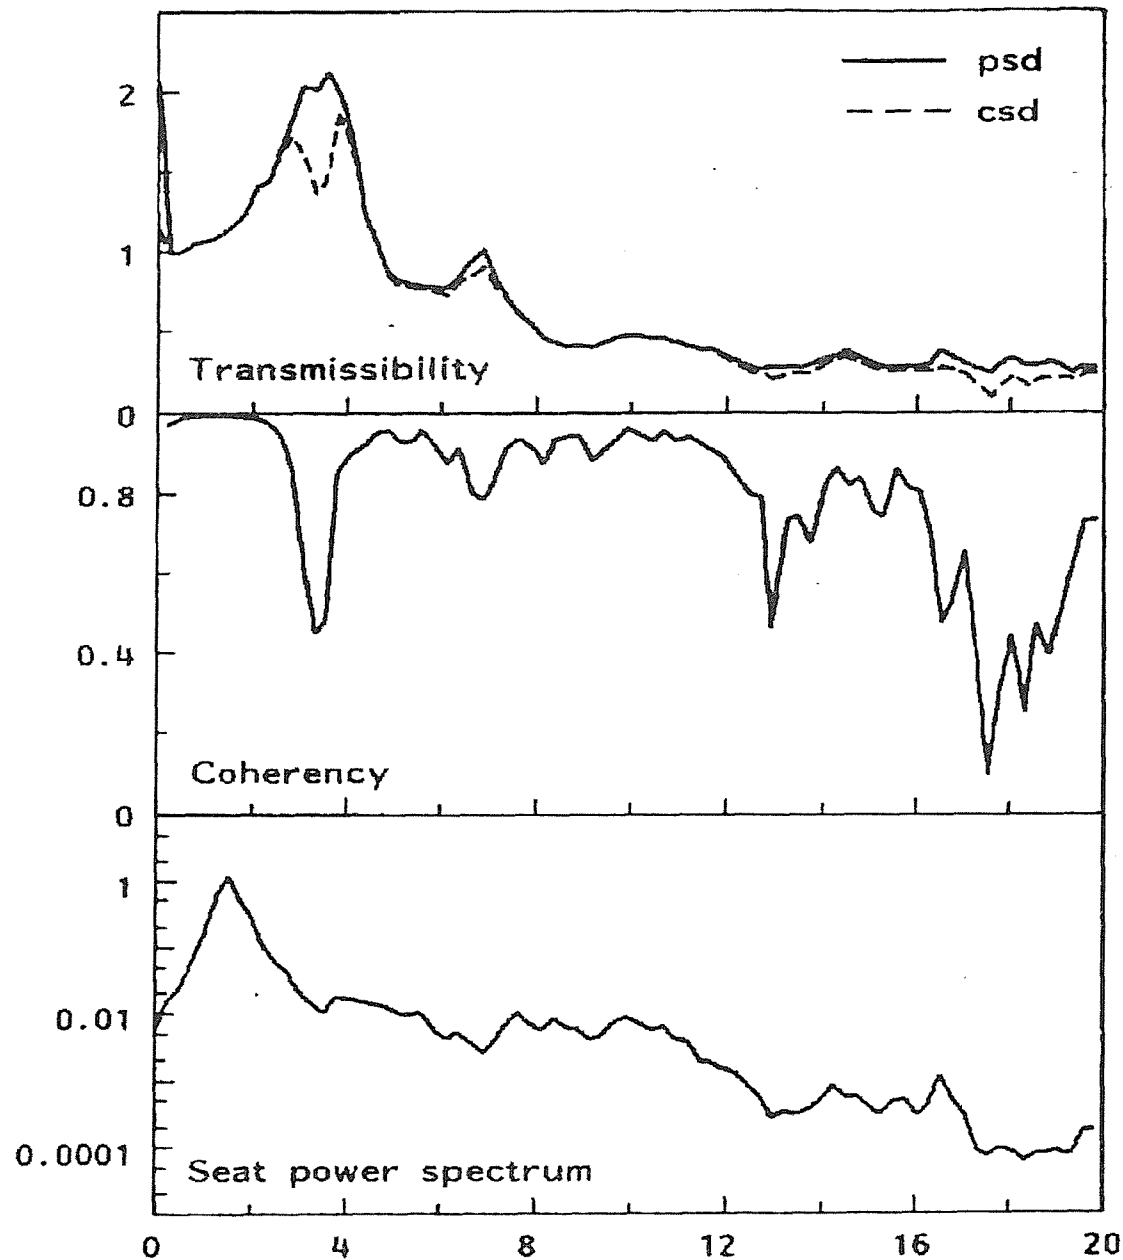 psd
csd
2
1
Transmissibility
0
0.8
0.4
Coherency
0
1
0.01
0.0001
Seat power spectrum
0 4 8 12 16 20